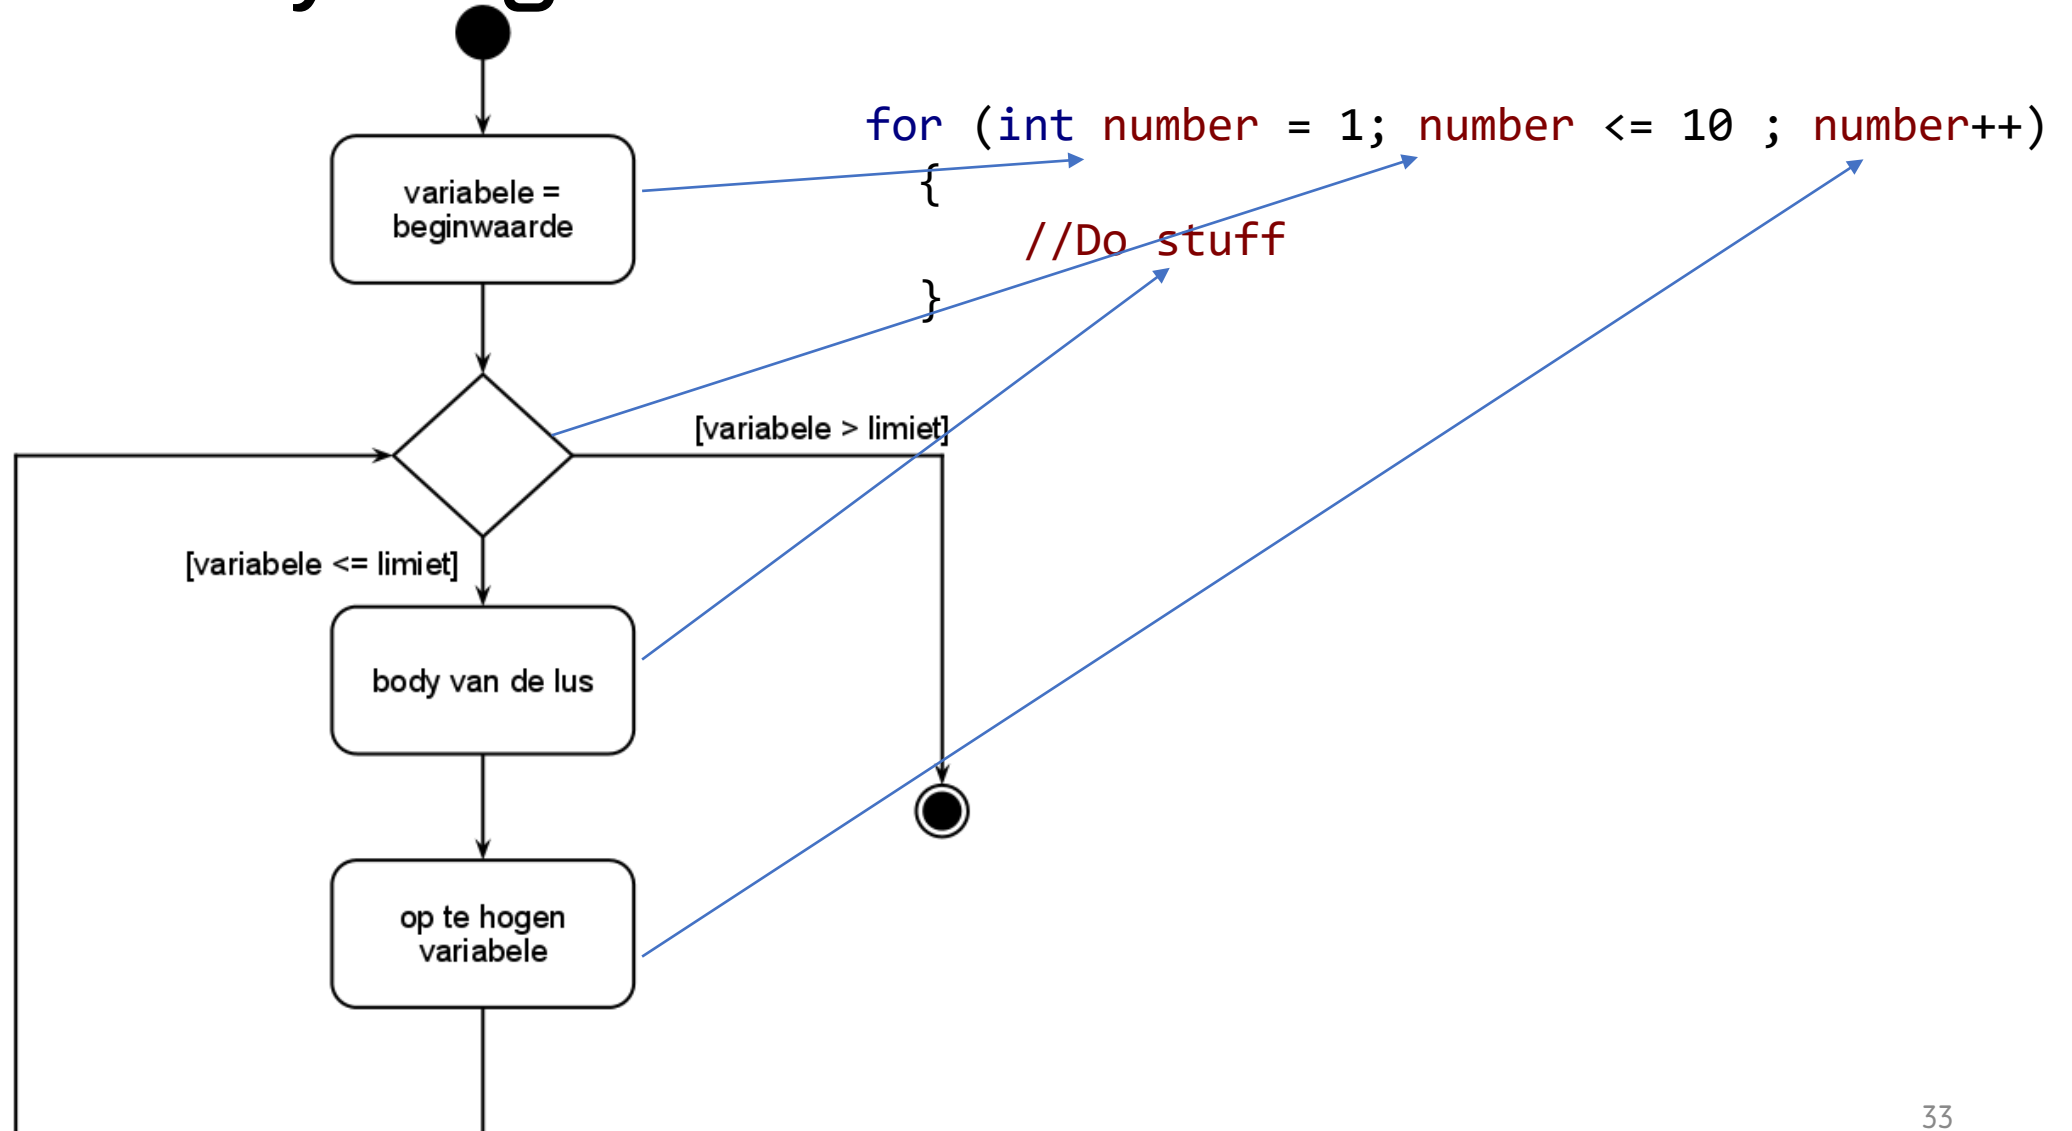 for (int number = 1; number <= 10 ; number++)
{
//Do stuff
}
variabele =
beginwaarde
[variabele > limiet]
[variabele <= limiet]
body van de lus
op te hogen
variabele
33